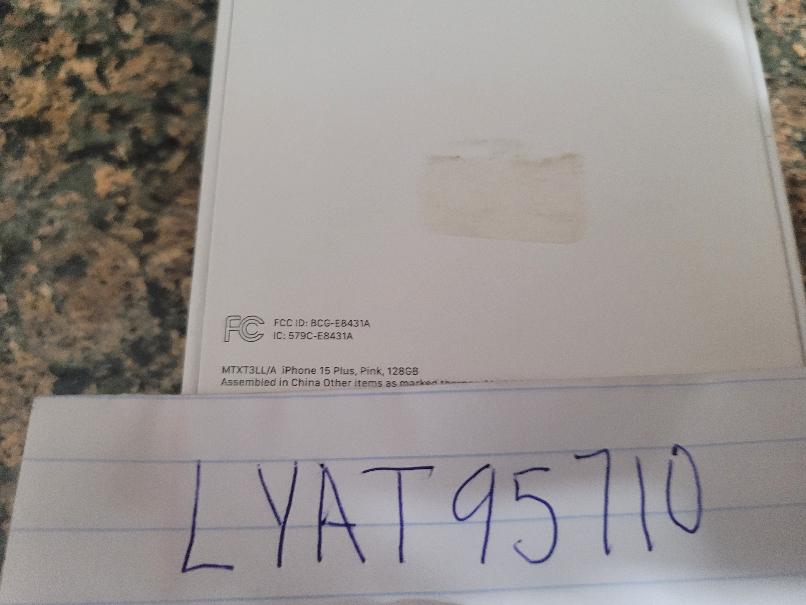 FC
FCC ID: BCG-E8431A
IC: 579C-E8431A
MTXT3LL/A iPhone 15 Plus, Pink, 128GB
Assembled in China Other items as marked
LYAT95710